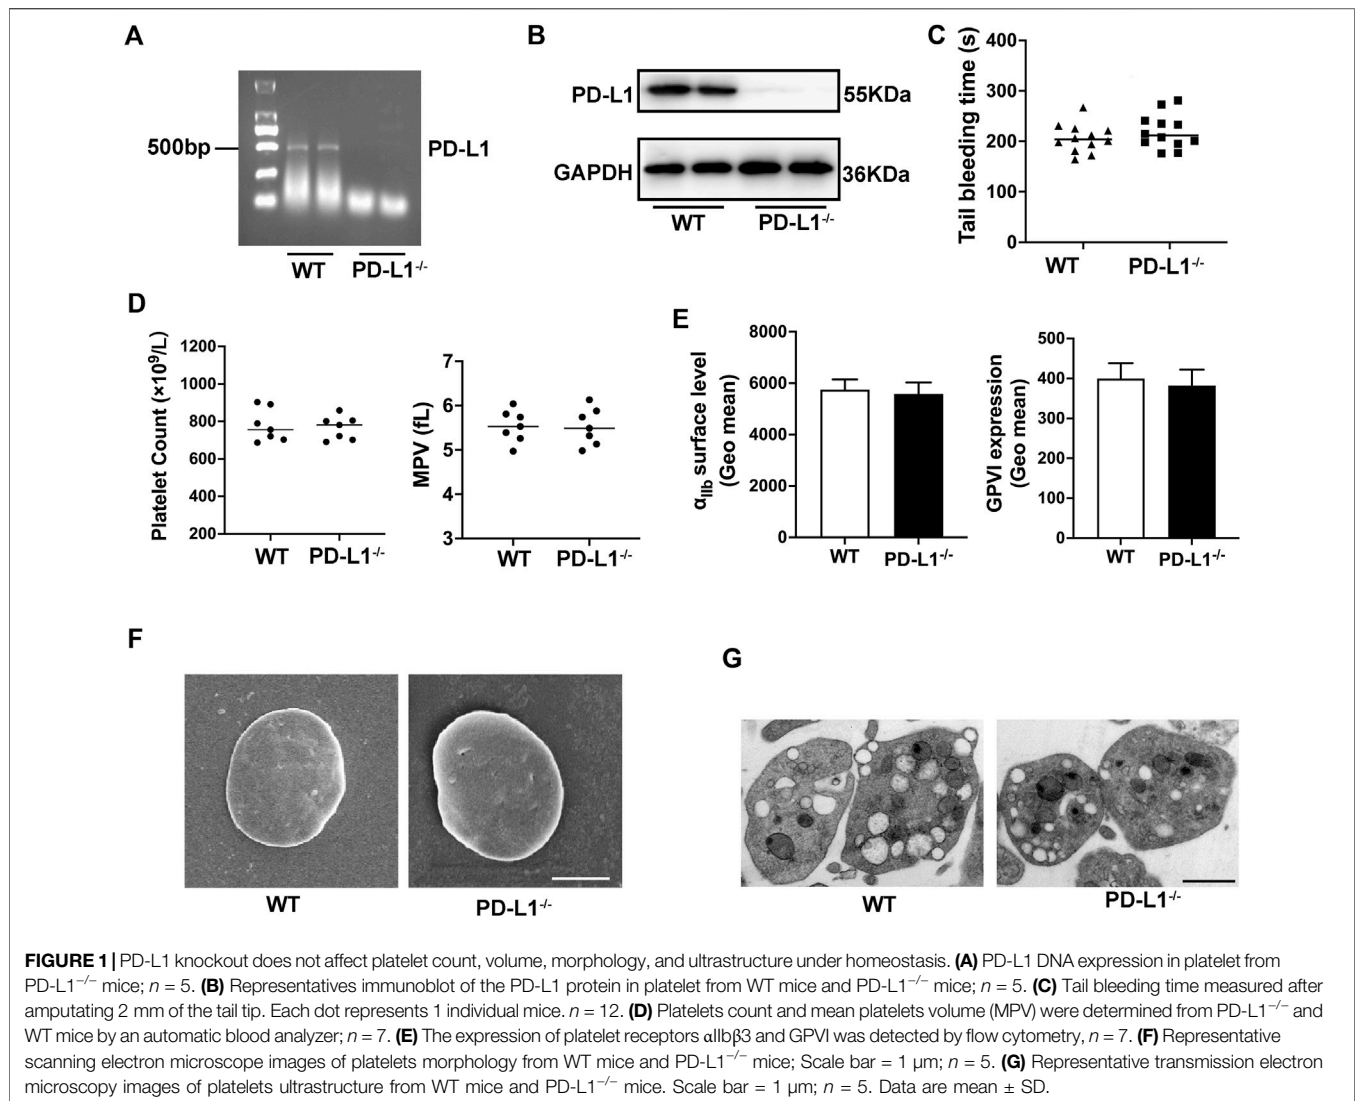 A
500bp
PD-L1
WT
PD-L1-/-
B
PD-L1
55KDa
GAPDH
36KDa
WT
PD-L1-/-
C
Tail bleeding time (s)
400
300
200
100
0
WT
PD-L1-/-
D
Platelet Count (×10⁹/L)
1200
1000
800
600
400
200
WT
PD-L1-/-
MPV (fL)
7
6
5
4
3
WT
PD-L1-/-
E
αIIb surface level
(Geo mean)
8000
6000
4000
2000
0
WT
PD-L1-/-
GPVI expression
(Geo mean)
500
400
300
200
100
0
WT
PD-L1-/-
F
WT
PD-L1-/-
G
WT
PD-L1-/-
FIGURE 1 | PD-L1 knockout does not affect platelet count, volume, morphology, and ultrastructure under homeostasis. (A) PD-L1 DNA expression in platelet from
PD-L1−/− mice; n = 5. (B) Representatives immunoblot of the PD-L1 protein in platelet from WT mice and PD-L1−/− mice; n = 5. (C) Tail bleeding time measured after
amputating 2 mm of the tail tip. Each dot represents 1 individual mice. n = 12. (D) Platelets count and mean platelets volume (MPV) were determined from PD-L1−/− and
WT mice by an automatic blood analyzer; n = 7. (E) The expression of platelet receptors αIIbβ3 and GPVI was detected by flow cytometry, n = 7. (F) Representative
scanning electron microscope images of platelets morphology from WT mice and PD-L1−/− mice; Scale bar = 1 μm; n = 5. (G) Representative transmission electron
microscopy images of platelets ultrastructure from WT mice and PD-L1−/− mice. Scale bar = 1 μm; n = 5. Data are mean ± SD.